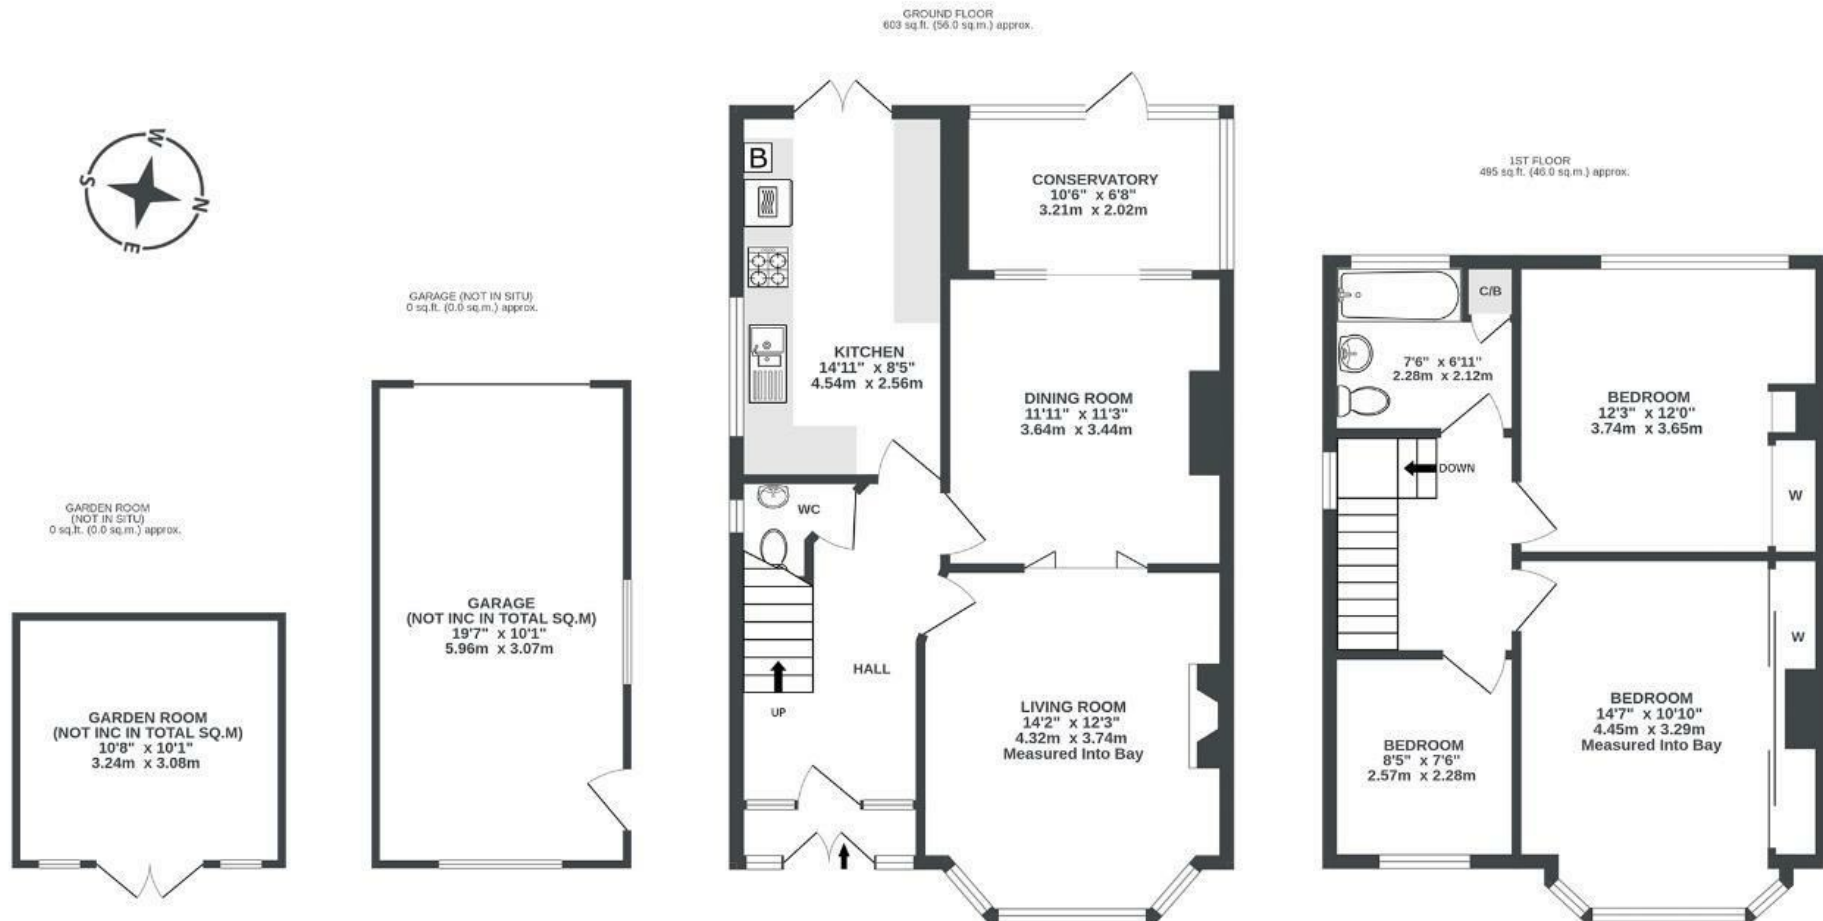 GROUND FLOOR
603 sq.ft. (56.0 sq.m.) approx.
W
S
N
E
GARAGE (NOT IN SITU)
0 sq.ft. (0.0 sq.m.) approx.
GARDEN ROOM
(NOT IN SITU)
0 sq.ft. (0.0 sq.m.) approx.
GARDEN ROOM
(NOT INC IN TOTAL SQ.M)
10'8" x 10'1"
3.24m x 3.08m
GARAGE
(NOT INC IN TOTAL SQ.M)
19'7" x 10'1"
5.96m x 3.07m
B
KITCHEN
14'11" x 8'5"
4.54m x 2.56m
CONSERVATORY
10'6" x 6'8"
3.21m x 2.02m
DINING ROOM
11'11" x 11'3"
3.64m x 3.44m
WC
HALL
UP
LIVING ROOM
14'2" x 12'3"
4.32m x 3.74m
Measured Into Bay
1ST FLOOR
495 sq.ft. (46.0 sq.m.) approx.
C/B
7'6" x 6'11"
2.28m x 2.12m
BEDROOM
12'3" x 12'0"
3.74m x 3.65m
DOWN
W
W
BEDROOM
14'7" x 10'10"
4.45m x 3.29m
Measured Into Bay
BEDROOM
8'5" x 7'6"
2.57m x 2.28m